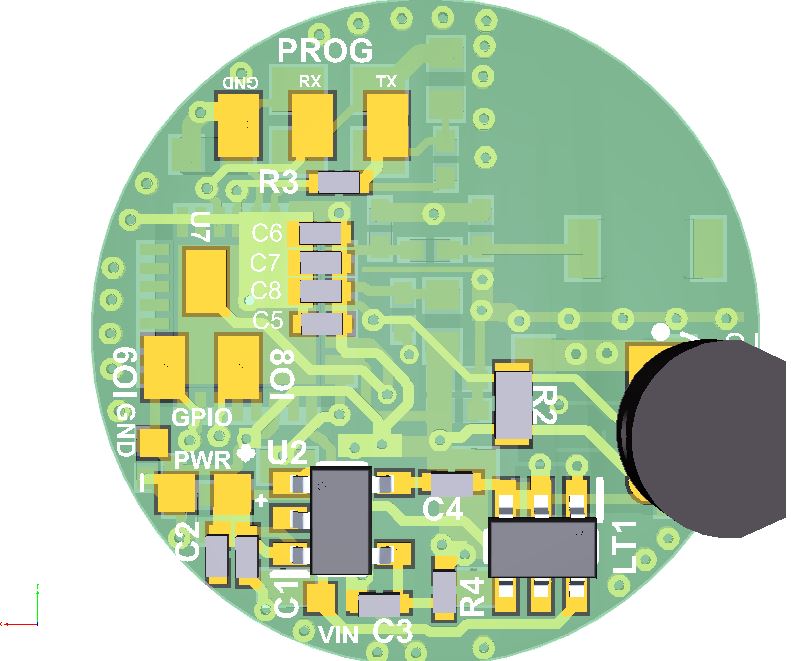 PROG
GND RX TX
R3
U7
C6
C7
C8
C5
IO9
IO8
R2
GND
GPIO
PWR
U2
- +
C4
C2
LT1
C1
R4
VIN
C3